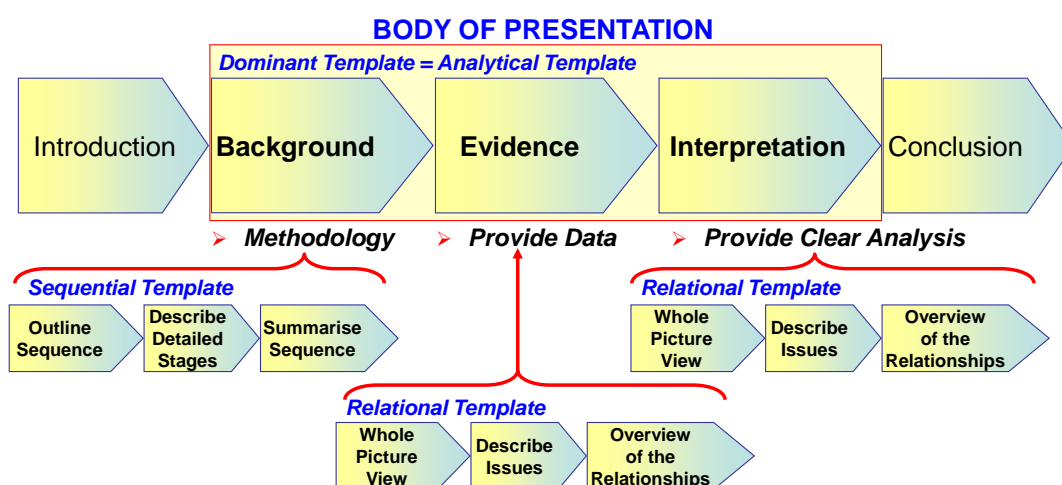 BODY OF PRESENTATION
Dominant Template = Analytical Template
Introduction
Background
Evidence
Interpretation
Conclusion
➢ Methodology
➢ Provide Data
➢ Provide Clear Analysis
Sequential Template
Outline
Sequence
Describe
Detailed
Stages
Summarise
Sequence
Relational Template
Whole
Picture
View
Describe
Issues
Overview
of the
Relationships
Relational Template
Whole
Picture
View
Describe
Issues
Overview
of the
Relationships